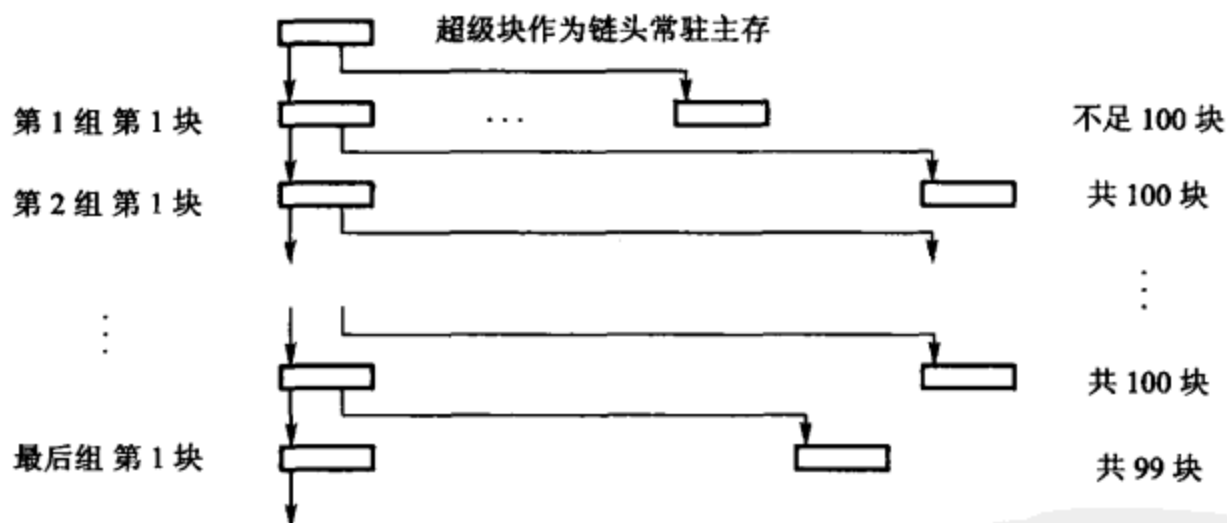 超级块作为链头常驻主存
第 1 组 第 1 块 ... 不足 100 块
第 2 组 第 1 块 共 100 块
共 100 块
最后组 第 1 块 共 99 块